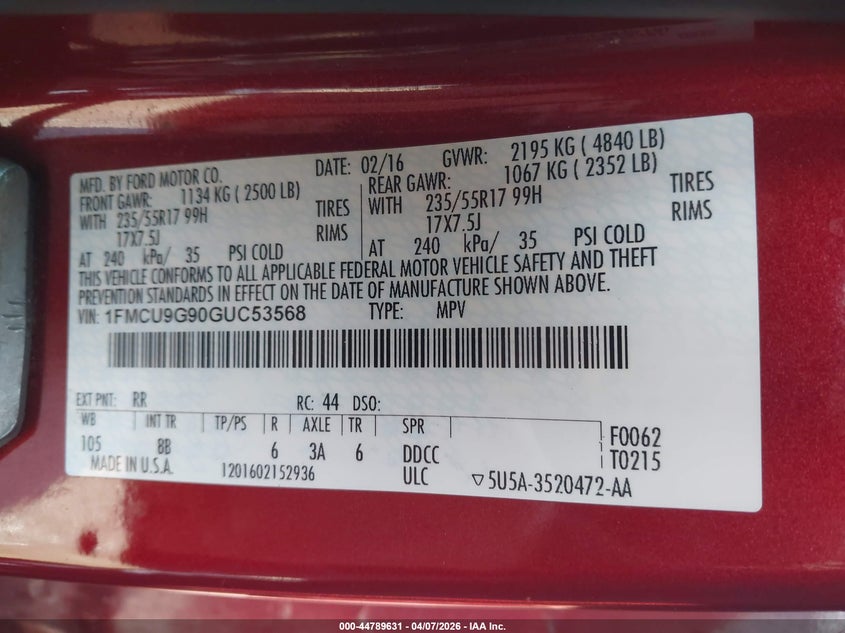 MFD. BY FORD MOTOR CO. DATE: 02/16 GVWR: 2195 KG ( 4840 LB)
FRONT GAWR: 1134 KG ( 2500 LB) REAR GAWR: 1067 KG ( 2352 LB)
WITH 235/55R17 99H TIRES WITH 235/55R17 99H TIRES
17X7.5J RIMS 17X7.5J RIMS
AT 240 kPa/ 35 PSI COLD AT 240 kPa/ 35 PSI COLD
THIS VEHICLE CONFORMS TO ALL APPLICABLE FEDERAL MOTOR VEHICLE SAFETY AND THEFT
PREVENTION STANDARDS IN EFFECT ON THE DATE OF MANUFACTURE SHOWN ABOVE.
VIN: 1FMCU9G90GUC53568 TYPE: MPV
EXT PNT: RR RC: 44 DSO:
WB INT TR TP/PS R AXLE TR SPR F0062
105 8B 6 3A 6 DDCC T0215
MADE IN U.S.A. 1201602152936 ULC ▽5U5A-3520472-AA
000-44789631 - 04/07/2026 - IAA Inc.